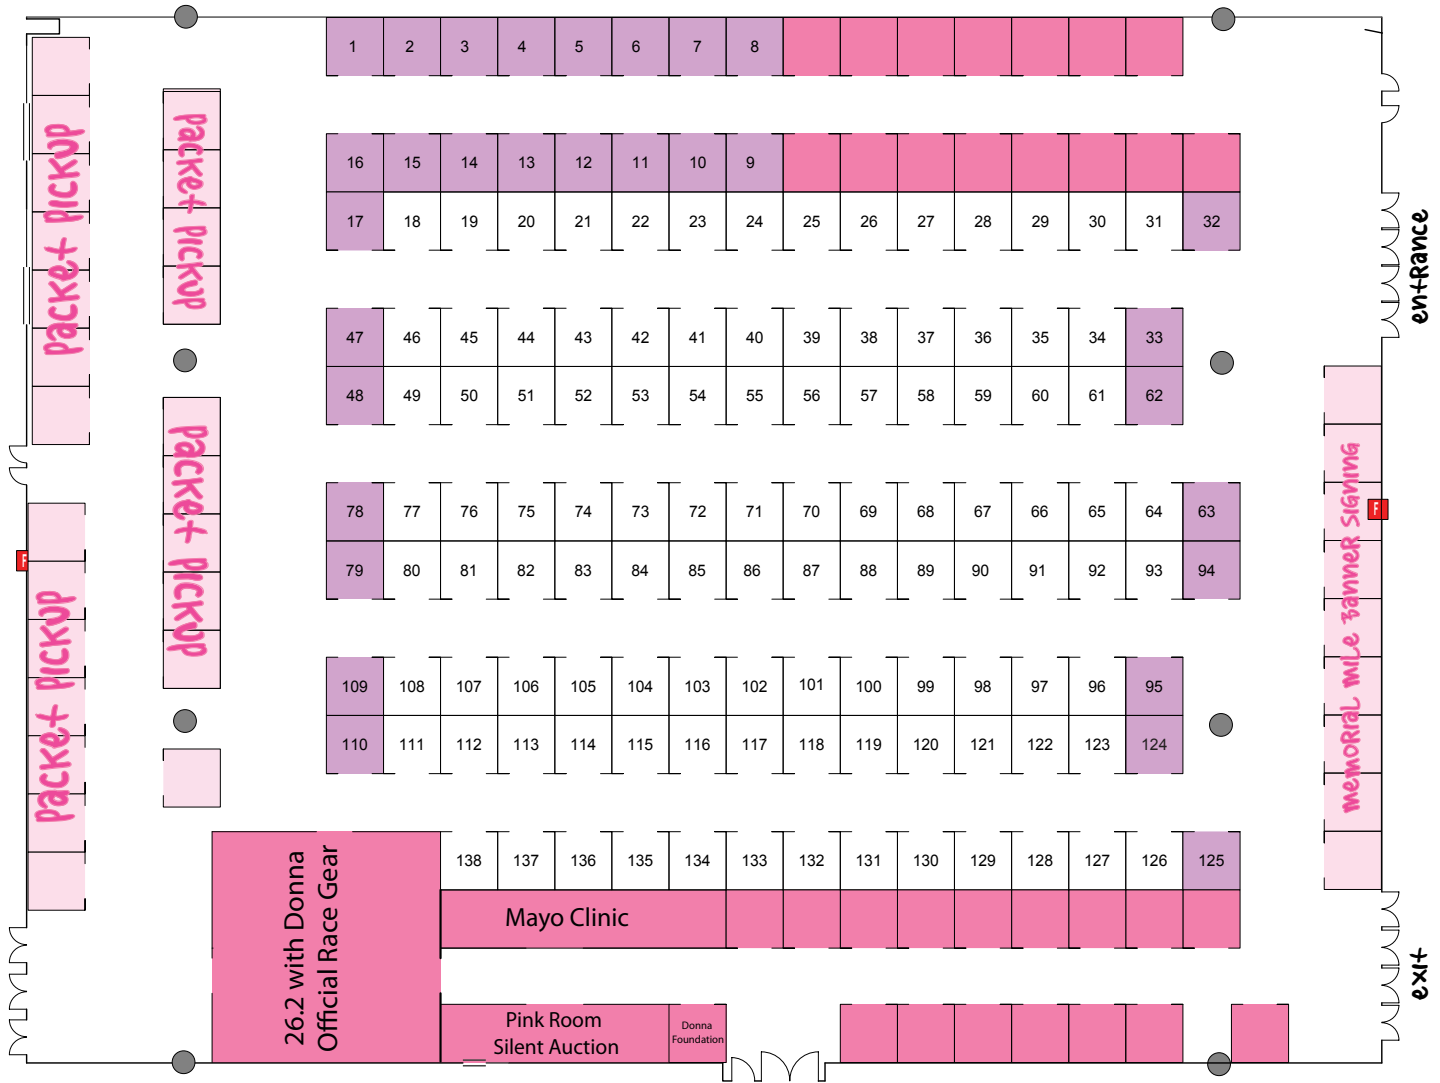 1 2 3 4 5 6 7 8
16 15 14 13 12 11 10 9
17 18 19 20 21 22 23 24 25 26 27 28 29 30 31 32
47 46 45 44 43 42 41 40 39 38 37 36 35 34 33
48 49 50 51 52 53 54 55 56 57 58 59 60 61 62
78 77 76 75 74 73 72 71 70 69 68 67 66 65 64 63
79 80 81 82 83 84 85 86 87 88 89 90 91 92 93 94
109 108 107 106 105 104 103 102 101 100 99 98 97 96 95
110 111 112 113 114 115 116 117 118 119 120 121 122 123 124
138 137 136 135 134 133 132 131 130 129 128 127 126 125
Packet Pickup
Packet Pickup
Packet Pickup
Packet Pickup
entrance
Memorial Mile Banner Signing
F
F
exit
26.2 with Donna
Official Race Gear
Mayo Clinic
Pink Room
Silent Auction
Donna
Foundation